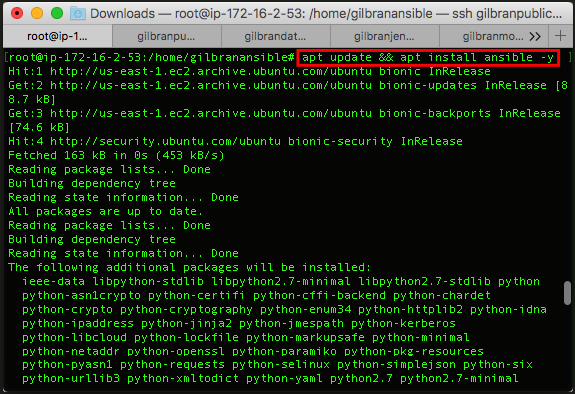 Downloads — root@ip-172-16-2-53: /home/gilbranansible — ssh gilbranpublic...
root@ip-1... gilbranpu... gilbrandat... gilbranjen... gilbranmo... >> +
[root@ip-172-16-2-53:/home/gilbranansible# apt update && apt install ansible -y ]
Hit:1 http://us-east-1.ec2.archive.ubuntu.com/ubuntu bionic InRelease
Get:2 http://us-east-1.ec2.archive.ubuntu.com/ubuntu bionic-updates InRelease [8
8.7 kB]
Get:3 http://us-east-1.ec2.archive.ubuntu.com/ubuntu bionic-backports InRelease
[74.6 kB]
Hit:4 http://security.ubuntu.com/ubuntu bionic-security InRelease
Fetched 163 kB in 0s (453 kB/s)
Reading package lists... Done
Building dependency tree
Reading state information... Done
All packages are up to date.
Reading package lists... Done
Building dependency tree
Reading state information... Done
The following additional packages will be installed:
ieee-data libpython-stdlib libpython2.7-minimal libpython2.7-stdlib python
python-asn1crypto python-certifi python-cffi-backend python-chardet
python-crypto python-cryptography python-enum34 python-httplib2 python-idna
python-ipaddress python-jinja2 python-jmespath python-kerberos
python-libcloud python-lockfile python-markupsafe python-minimal
python-netaddr python-openssl python-paramiko python-pkg-resources
python-pyasn1 python-requests python-selinux python-simplejson python-six
python-urllib3 python-xmltodict python-yaml python2.7 python2.7-minimal